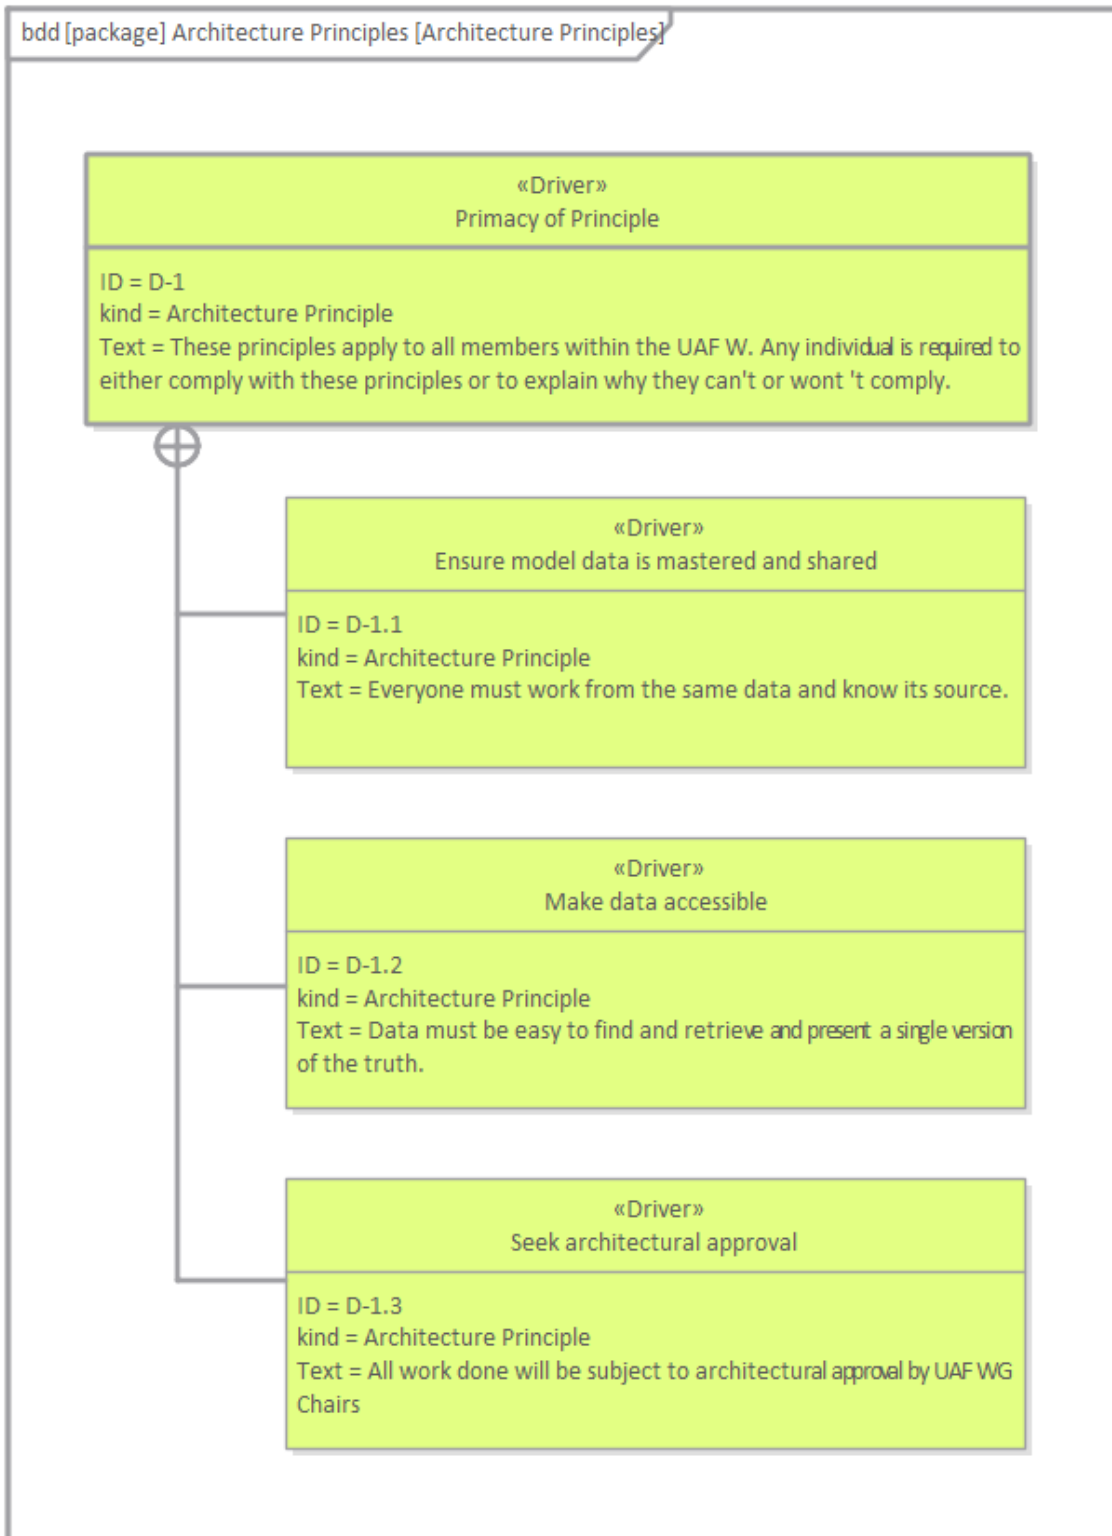 bdd [package] Architecture Principles [Architecture Principles]
«Driver»
Primacy of Principle
ID = D-1
kind = Architecture Principle
Text = These principles apply to all members within the UAF W. Any individual is required to
either comply with these principles or to explain why they can't or wont 't comply.
«Driver»
Ensure model data is mastered and shared
ID = D-1.1
kind = Architecture Principle
Text = Everyone must work from the same data and know its source.
«Driver»
Make data accessible
ID = D-1.2
kind = Architecture Principle
Text = Data must be easy to find and retrieve and present a single version
of the truth.
«Driver»
Seek architectural approval
ID = D-1.3
kind = Architecture Principle
Text = All work done will be subject to architectural approval by UAF WG
Chairs